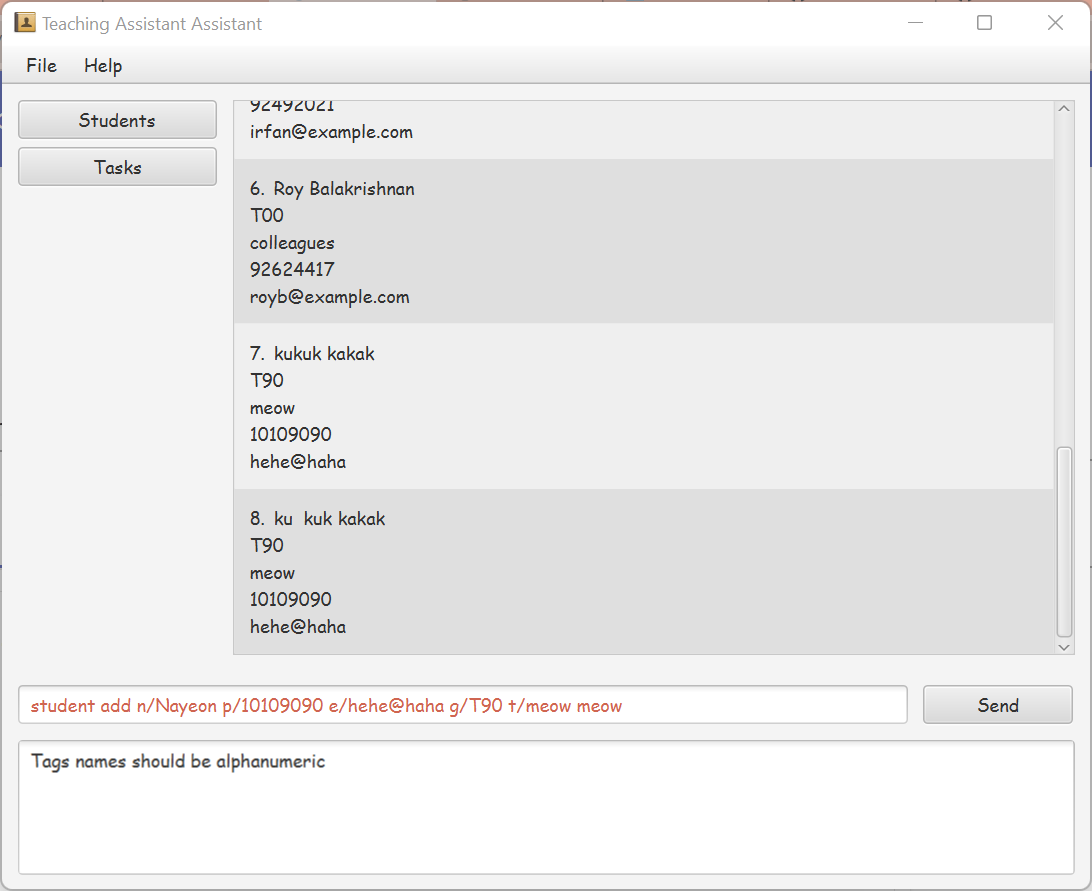 Teaching Assistant Assistant
File Help
Students
Tasks
92492021
irfan@example.com
6. Roy Balakrishnan
T00
colleagues
92624417
royb@example.com
7. kukuk kakak
T90
meow
10109090
hehe@haha
8. ku  kuk kakak
T90
meow
10109090
hehe@haha
student add n/Nayeon p/10109090 e/hehe@haha g/T90 t/meow meow
Send
Tags names should be alphanumeric